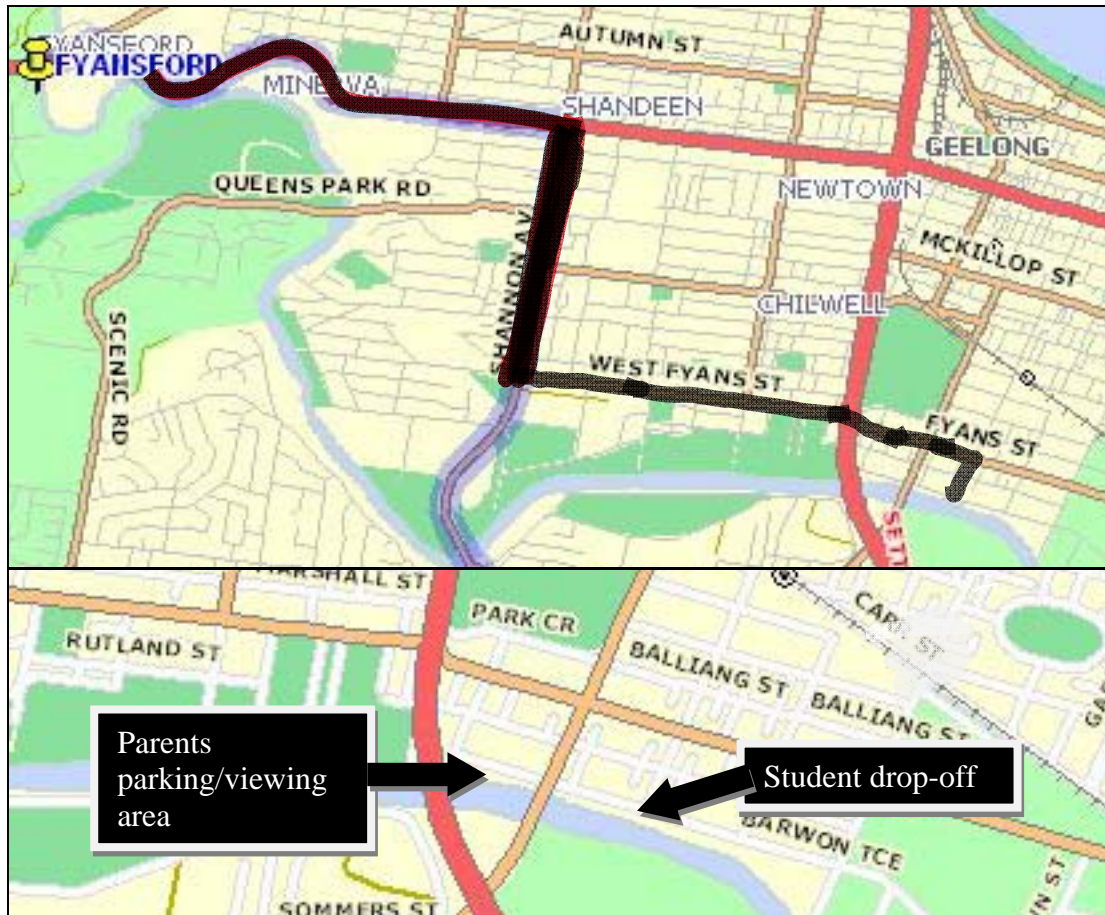 FYANSFORD
FYANSFORD
AUTUMN ST
MINERVA
SHANDEEN
GEELONG
QUEENS PARK RD
NEWTOWN
MCKILLOP ST
SHANNON AV
CHILWELL
SCENIC RD
WEST FYANS ST
FYANS ST
MARSHALL ST
PARK CR
RUTLAND ST
BALLIANG ST
BALLIANG ST
Parents
parking/viewing
area
Student drop-off
BARWON TCE
SOMMERS ST